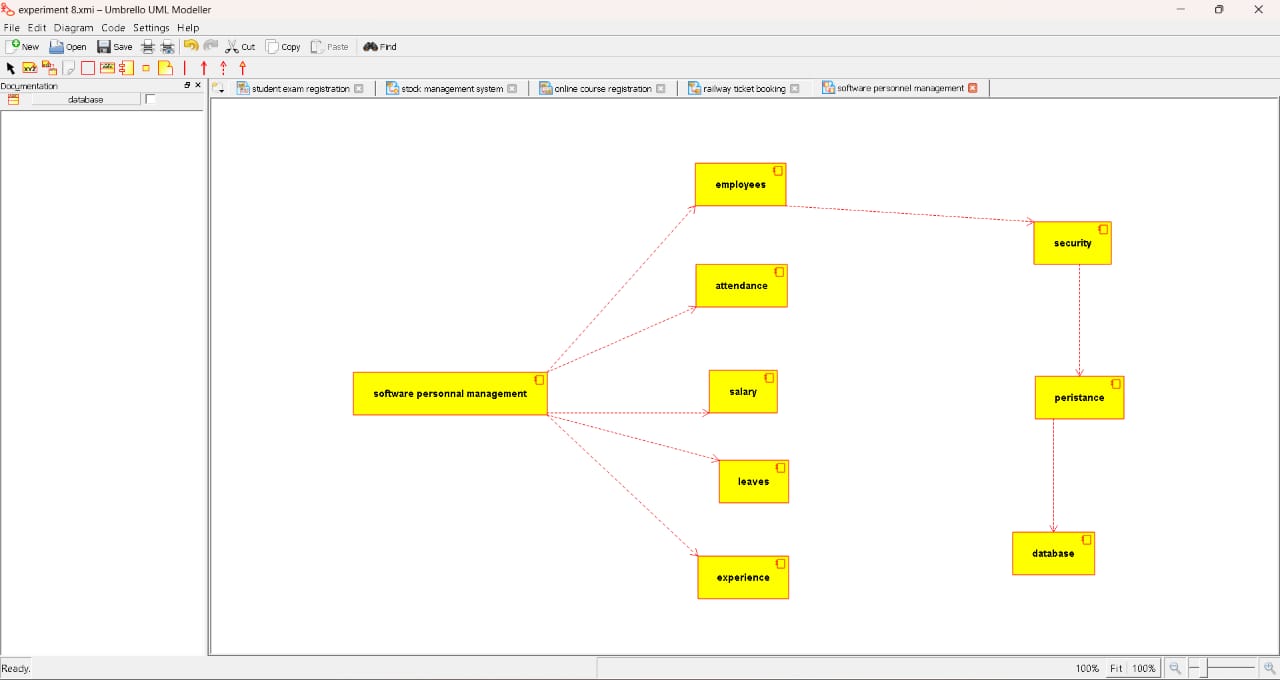 experiment 8.xmi – Umbrello UML Modeller
File Edit Diagram Code Settings Help
New Open Save Cut Copy Paste Find
Documentation
database
student exam registration stock management system online course registration railway ticket booking software personnel management
employees
security
attendance
software personnal management
salary
peristance
leaves
database
experience
Ready.
100% Fit 100%